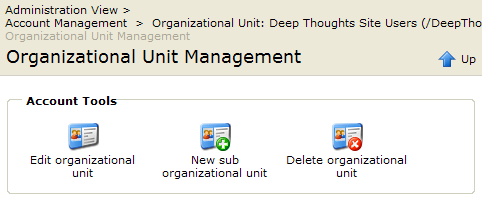 Administration View >
Account Management > Organizational Unit: Deep Thoughts Site Users (/DeepTho
Organizational Unit Management
Organizational Unit Management
Up
Account Tools
Edit organizational
unit
New sub
organizational unit
Delete organizational
unit